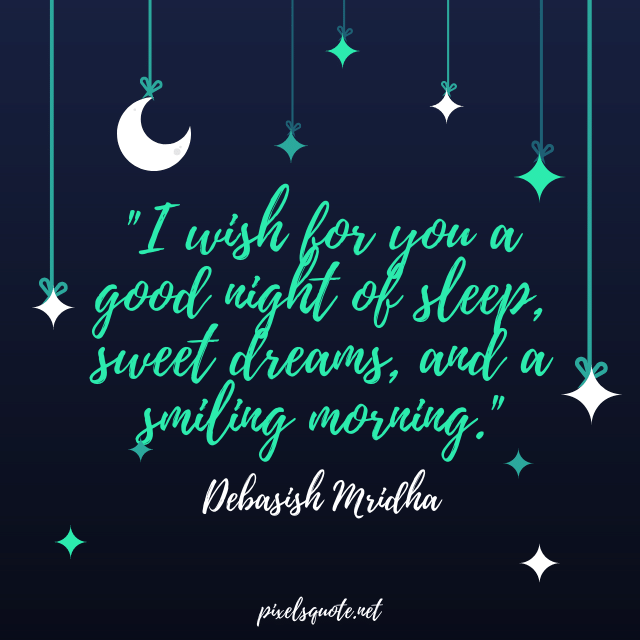 "I wish for you a
good night of sleep,
sweet dreams, and a
smiling morning."
Debasish Mridha
pixelsquote.net